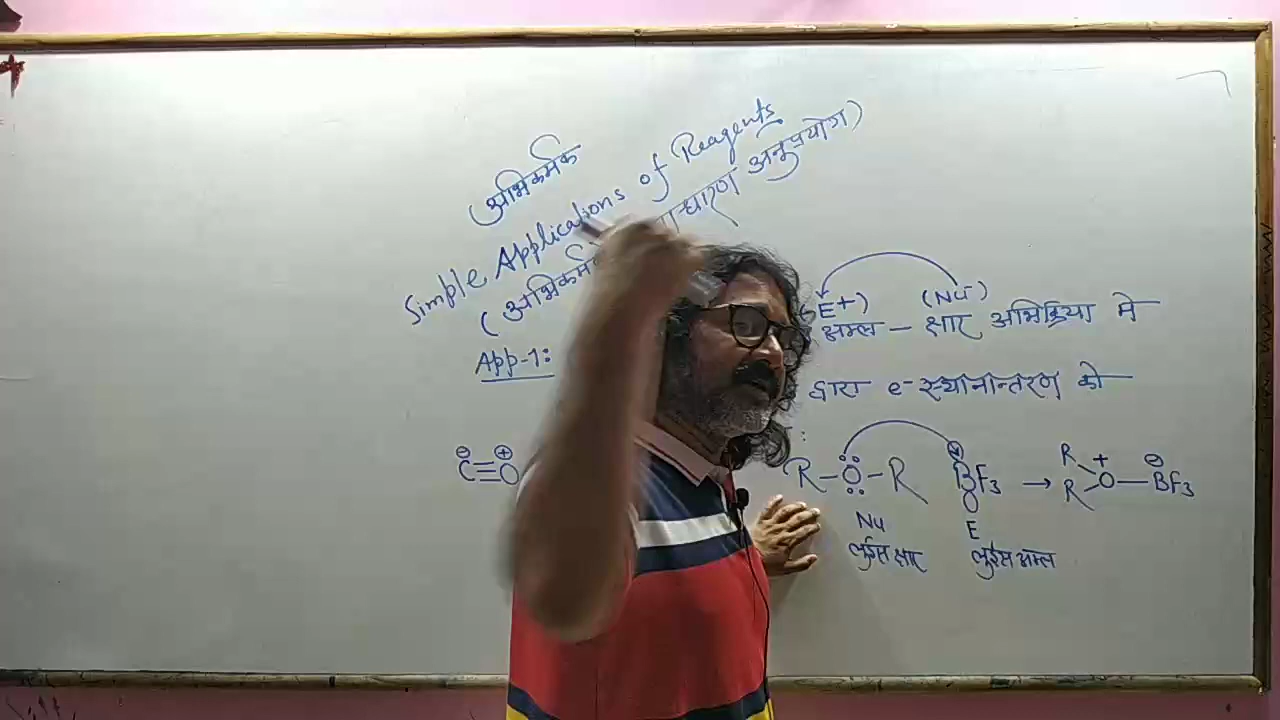 (अभिकर्मक
Simple Applications of Reagents
(अभिकर्मकों साधारण अनुप्रयोग)
App-1:
(E+) (Nu-)
अम्ल – क्षार अभिक्रिया में
द्वारा e- स्थानान्तरण को
⊖C≡O⊕
R–O–R BF3 → R R O+ – ⊖BF3
Nu E
लुईस क्षार लुईस अम्ल